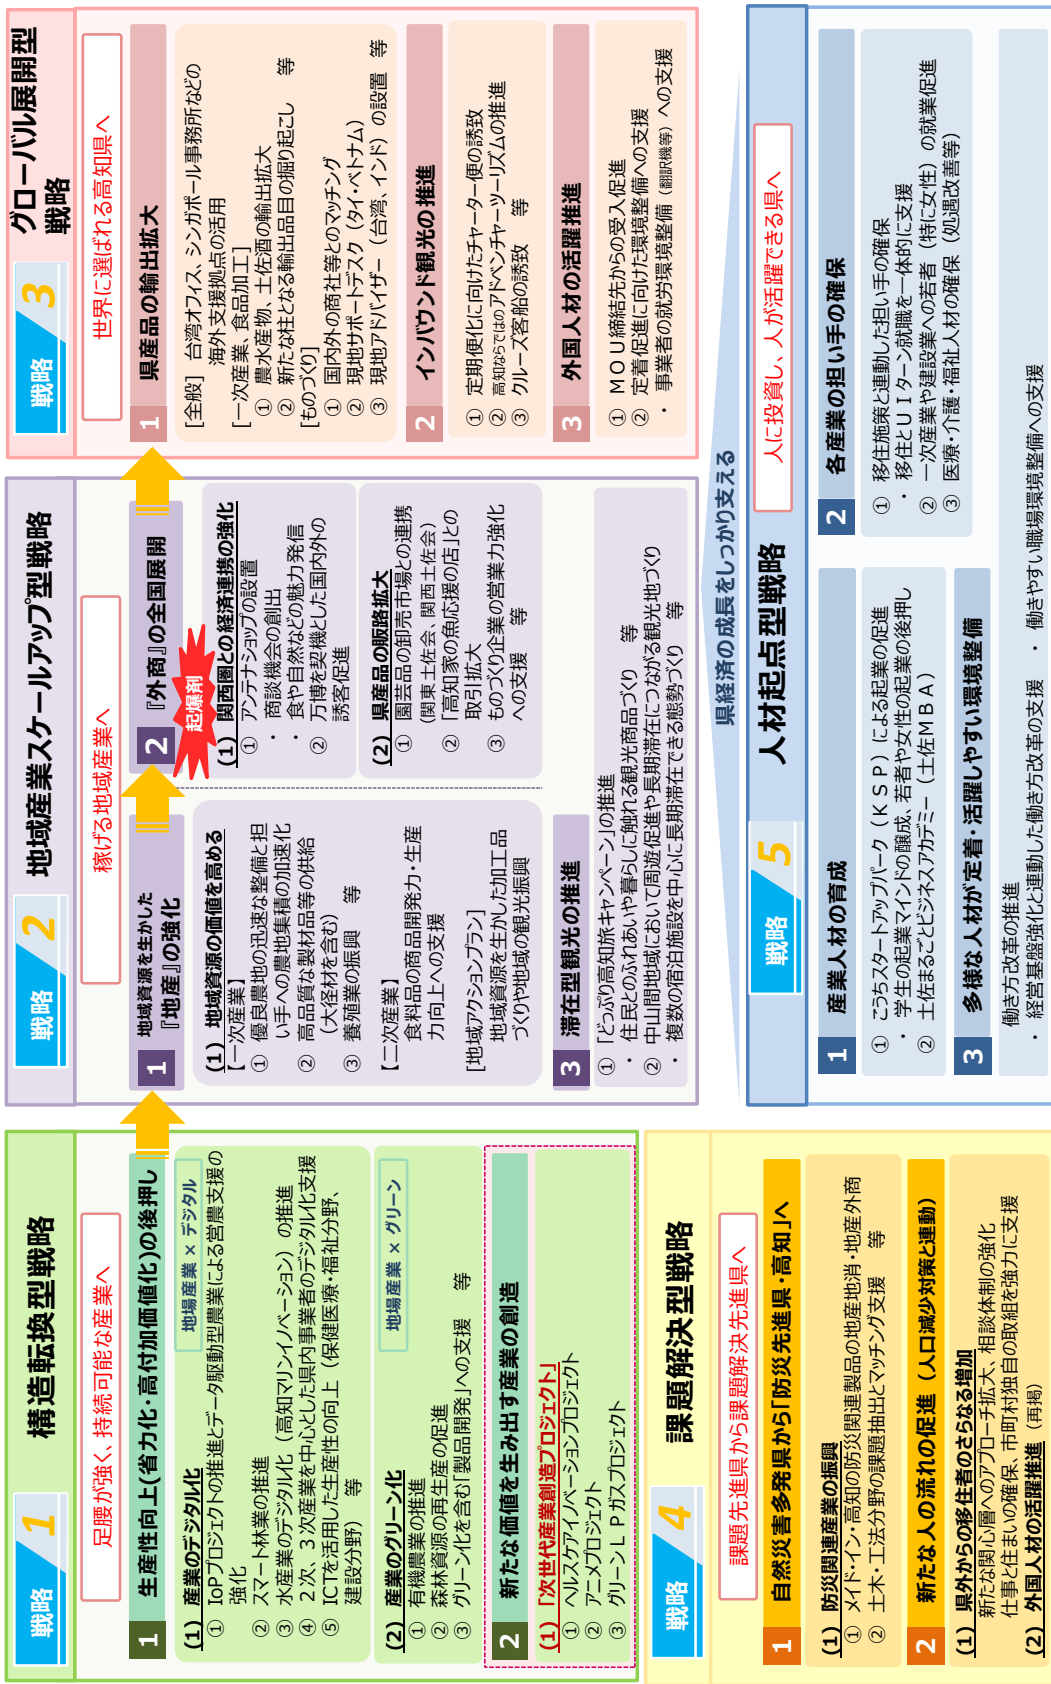 戦略 1
構造転換型戦略
足腰が強く、持続可能な産業へ
1 生産性向上(省力化・高付加価値化)の後押し
地場産業 × デジタル
(1) 産業のデジタル化
① IoPプロジェクトの推進とデータ駆動型農業による営農支援の
強化
② スマート林業の推進
③ 水産業のデジタル化 (高知マリンイノベーション) の推進
④ 2次、3次産業を中心とした県内事業者のデジタル化支援
⑤ ICTを活用した生産性の向上 (保健医療・福祉分野、
建設分野) 等
地場産業 × グリーン
(2) 産業のグリーン化
① 有機農業の推進
② 森林資源の再生産の促進
③ グリーン化を含む「製品開発」への支援 等
2 新たな価値を生み出す産業の創造
(1) 「次世代産業創造プロジェクト」
① ヘルスケアイノベーションプロジェクト
② アニメプロジェクト
③ グリーンLPガスプロジェクト
戦略 2
地域産業スケールアップ型戦略
稼げる地域産業へ
1 地域資源を生かした
『地産』の強化
(1) 地域資源の価値を高める
【一次産業】
① 優良農地の迅速な整備と担
い手への農地集積の加速化
② 高品質な製材品等の供給
(大径材を含む)
③ 養殖業の振興 等
【二次産業】
食料品の商品開発力・生産
力向上への支援
[地域アクションプラン]
地域資源を生かした加工品
づくりや地域の観光振興
2 『外商』の全国展開
起爆剤
(1) 関西圏との経済連携の強化
① アンテナショップの設置
・ 商談機会の創出
・ 食や自然などの魅力発信
② 万博を契機とした国内外の
誘客促進
(2) 県産品の販路拡大
① 園芸品の卸売市場との連携
(関東土佐会、関西土佐会)
② 「高知家の魚応援の店」との
取引拡大
③ ものづくり企業の営業力強化
への支援 等
3 滞在型観光の推進
① 「どっぷり高知旅キャンペーン」の推進
・ 住民とのふれあいや暮らしに触れる観光商品づくり 等
② 中山間地域において周遊促進や長期滞在につながる観光地づくり
・ 複数の宿泊施設を中心に長期滞在できる態勢づくり 等
戦略 3
グローバル展開型
戦略
世界に選ばれる高知県へ
1 県産品の輸出拡大
[全般] 台湾オフィス、シンガポール事務所などの
海外支援拠点の活用
[一次産業、食品加工]
① 農水産物、土佐酒の輸出拡大
② 新たな柱となる輸出品目の掘り起こし 等
[ものづくり]
① 国内外の商社等とのマッチング
② 現地サポートデスク (タイ・ベトナム)
③ 現地アドバイザー (台湾、インド) の設置 等
2 インバウンド観光の推進
① 定期便化に向けたチャーター便の誘致
② 高知ならではのアドベンチャーツーリズムの推進
③ クルーズ客船の誘致 等
3 外国人材の活躍推進
① MOU締結先からの受入促進
② 定着促進に向けた環境整備への支援
・ 事業者の就労環境整備 (翻訳機等) への支援
戦略 4
課題解決型戦略
課題先進県から課題解決先進県へ
1 自然災害多発県から「防災先進県・高知」へ
(1) 防災関連産業の振興
① メイド・イン・高知の防災関連製品の地産地消・地産外商
② 土木・工法分野の課題抽出とマッチング支援 等
2 新たな人の流れの促進 (人口減少対策と連動)
(1) 県外からの移住者のさらなる増加
新たな関心層へのアプローチ拡大、相談体制の強化
仕事と住まいの確保、市町村独自の取組を強力に支援
(2) 外国人材の活躍推進 (再掲)
県経済の成長をしっかり支える
戦略 5
人材起点型戦略
人に投資し、人が活躍できる県へ
1 産業人材の育成
① こうちスタートアップパーク (KSP) による起業の促進
・ 学生の起業マインドの醸成、若者や女性の起業の後押し
② 土佐まるごとビジネスアカデミー (土佐MBA)
2 各産業の担い手の確保
① 移住施策と連動した担い手の確保
・ 移住とUIターン就職を一体的に支援
② 一次産業や建設業への若者 (特に女性) の就業促進
③ 医療・介護・福祉人材の確保 (処遇改善等)
3 多様な人材が定着・活躍しやすい環境整備
働き方改革の推進
・ 経営基盤強化と連動した働き方改革の支援 ・ 働きやすい職場環境整備への支援